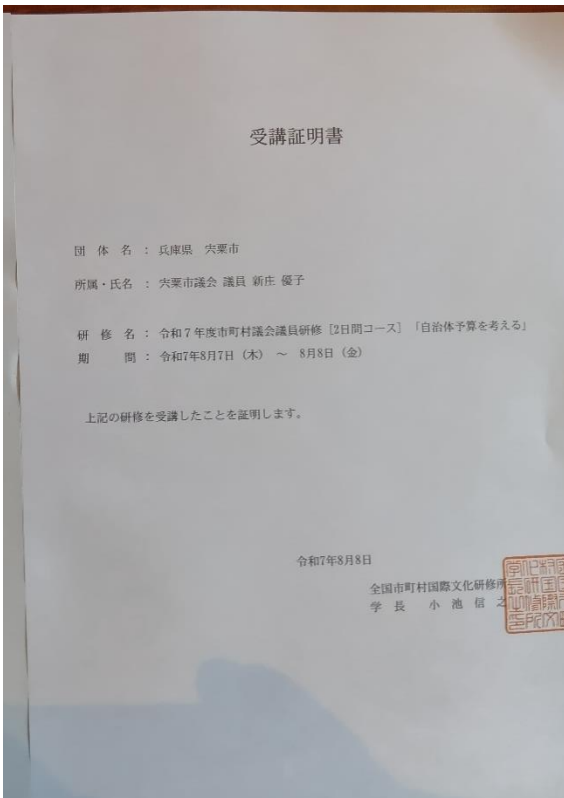 受講証明書
団体名：兵庫県 宍粟市
所属・氏名：宍粟市議会 議員 新庄 優子
研修名：令和７年度市町村議会議員研修［2日間コース］「自治体予算を考える」
期間：令和7年8月7日（木） ～ 8月8日（金）
上記の研修を受講したことを証明します。
令和7年8月8日
全国市町村国際文化研修所
学長 小池信之